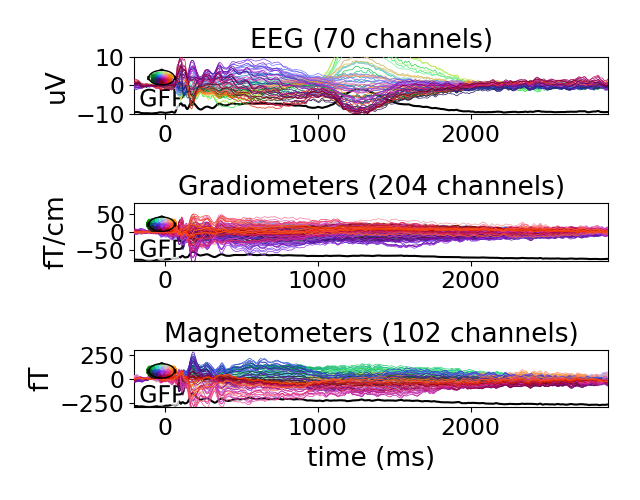 EEG (70 channels)
uV
10
0
−10
GFP
0
1000
2000
Gradiometers (204 channels)
fT/cm
50
0
−50
GFP
0
1000
2000
Magnetometers (102 channels)
fT
250
0
−250
GFP
0
1000
2000
time (ms)